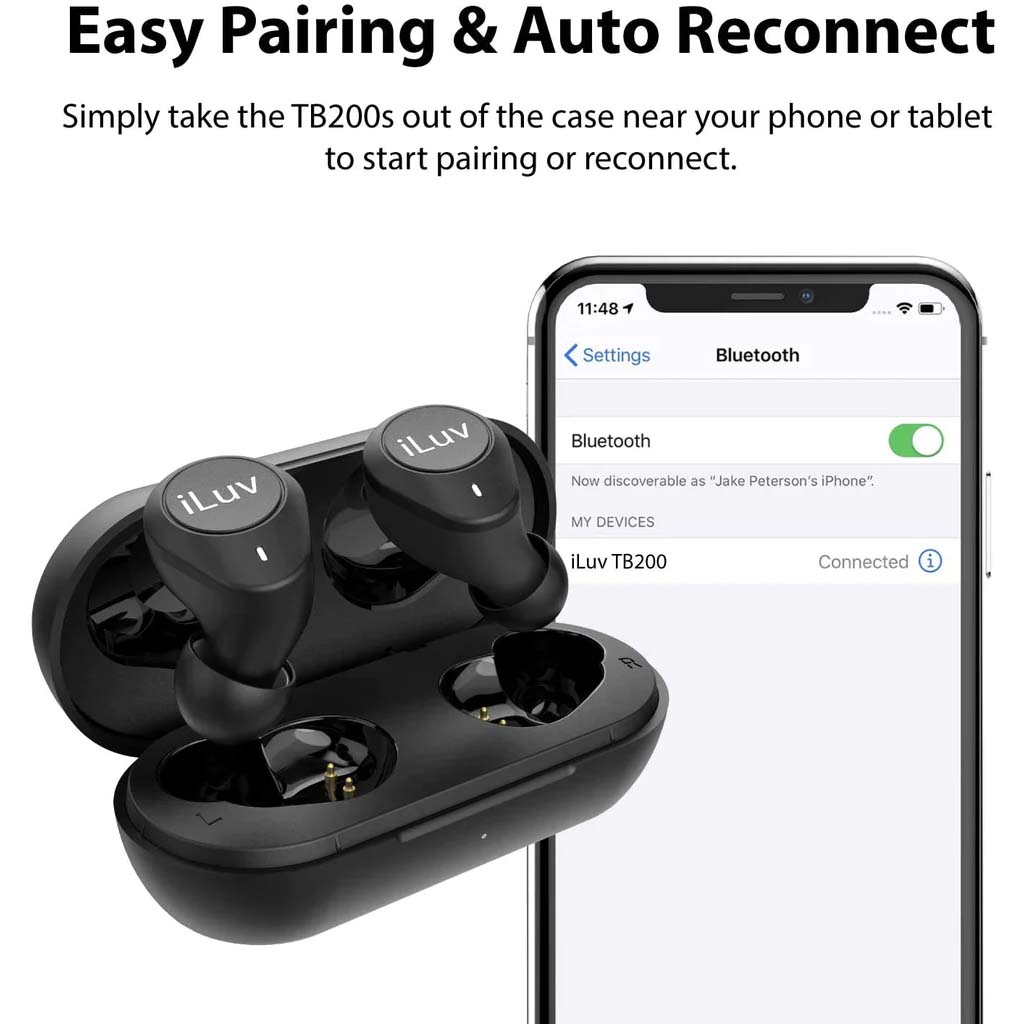 Easy Pairing & Auto Reconnect
Simply take the TB200s out of the case near your phone or tablet
to start pairing or reconnect.
11:48
Settings
Bluetooth
Bluetooth
Now discoverable as “Jake Peterson’s iPhone”.
MY DEVICES
iLuv TB200 Connected
iLuv
iLuv
L
R